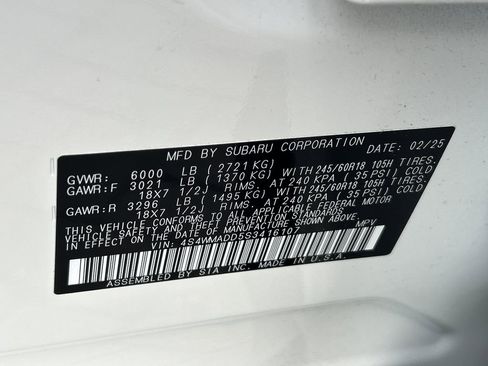 MFD BY SUBARU CORPORATION DATE: 02/25
GVWR: 6000 LB ( 2721 KG)
GAWR:F 3021 LB ( 1370 KG) WITH 245/60R18 105H TIRES.
18X7 1/2J RIMS. AT 240 KPA ( 35 PSI) COLD
GAWR:R 3296 LB ( 1495 KG) WITH 245/60R18 105H TIRES.
18X7 1/2J RIMS. AT 240 KPA ( 35 PSI) COLD
THIS VEHICLE CONFORMS TO ALL APPLICABLE FEDERAL MOTOR
VEHICLE SAFETY, BUMPER AND THEFT PREVENTION STANDARDS
IN EFFECT ON THE DATE OF MANUFACTURE SHOWN ABOVE.
VIN: 4S4WMADD5S3416107 MPV
ASSEMBLED BY SIA INC. MADE IN U.S.A.